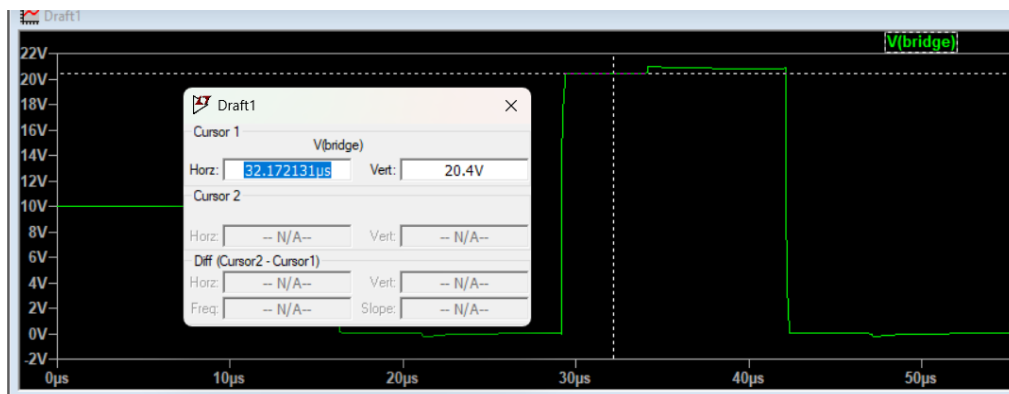 Draft1
V(bridge)
22V
20V
18V
16V
14V
12V
10V
8V
6V
4V
2V
0V
-2V
0µs 10µs 20µs 30µs 40µs 50µs
Draft1
Cursor 1
V(bridge)
Horz: 32.172131µs Vert: 20.4V
Cursor 2
Horz: -- N/A-- Vert: -- N/A--
Diff (Cursor2 - Cursor1)
Horz: -- N/A-- Vert: -- N/A--
Freq: -- N/A-- Slope: -- N/A--